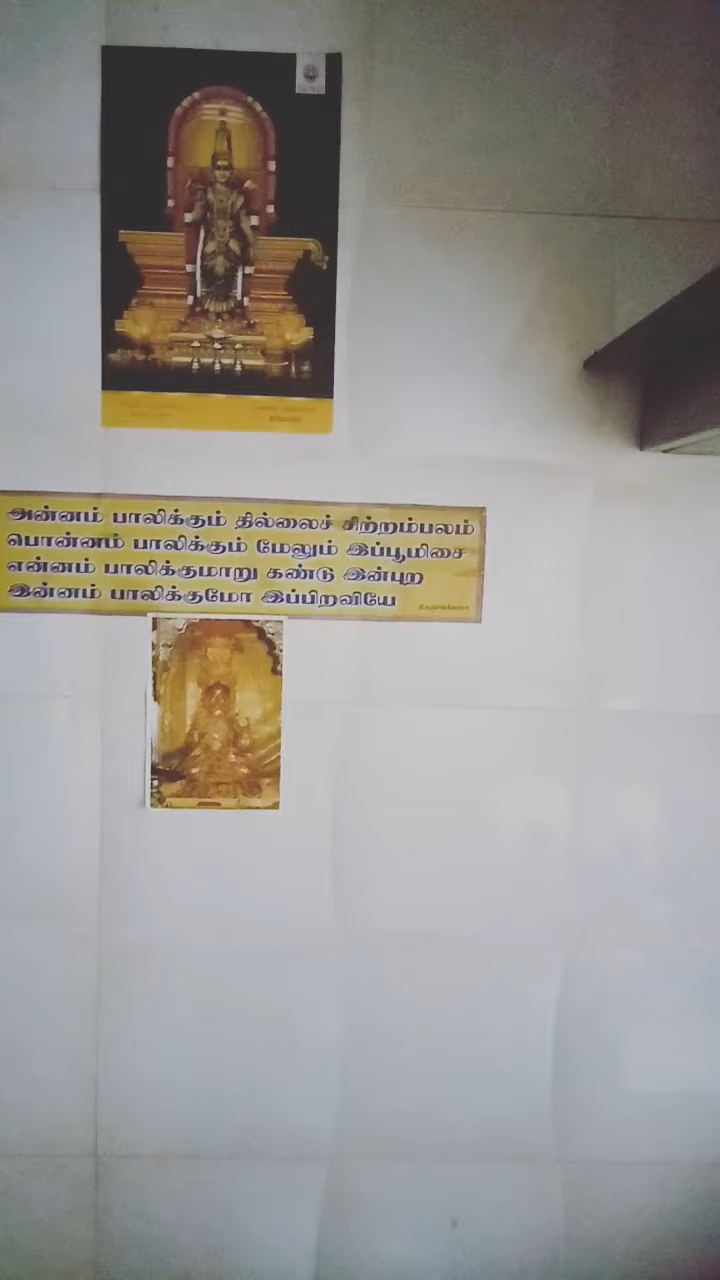 அன்னம் பாலிக்கும் தில்லைச் சிற்றம்பலம்
பொன்னம் பாலிக்கும் மேலும் இப்பூமிசை
என்னம் பாலிக்குமாறு கண்டு இன்புற
இன்னம் பாலிக்குமோ இப்பிறவியே